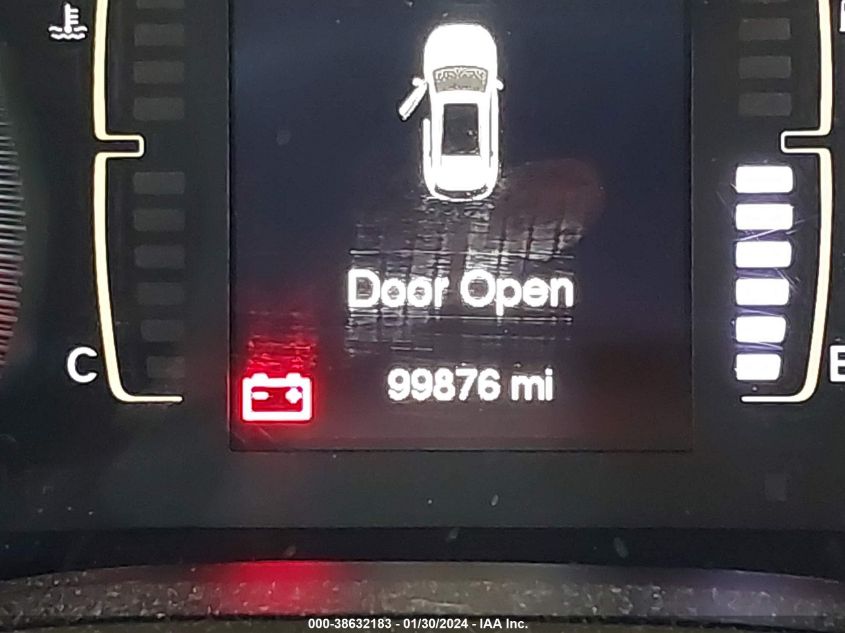 Door Open
C
E
99876 mi
000-38632183 - 01/30/2024 - IAA Inc.